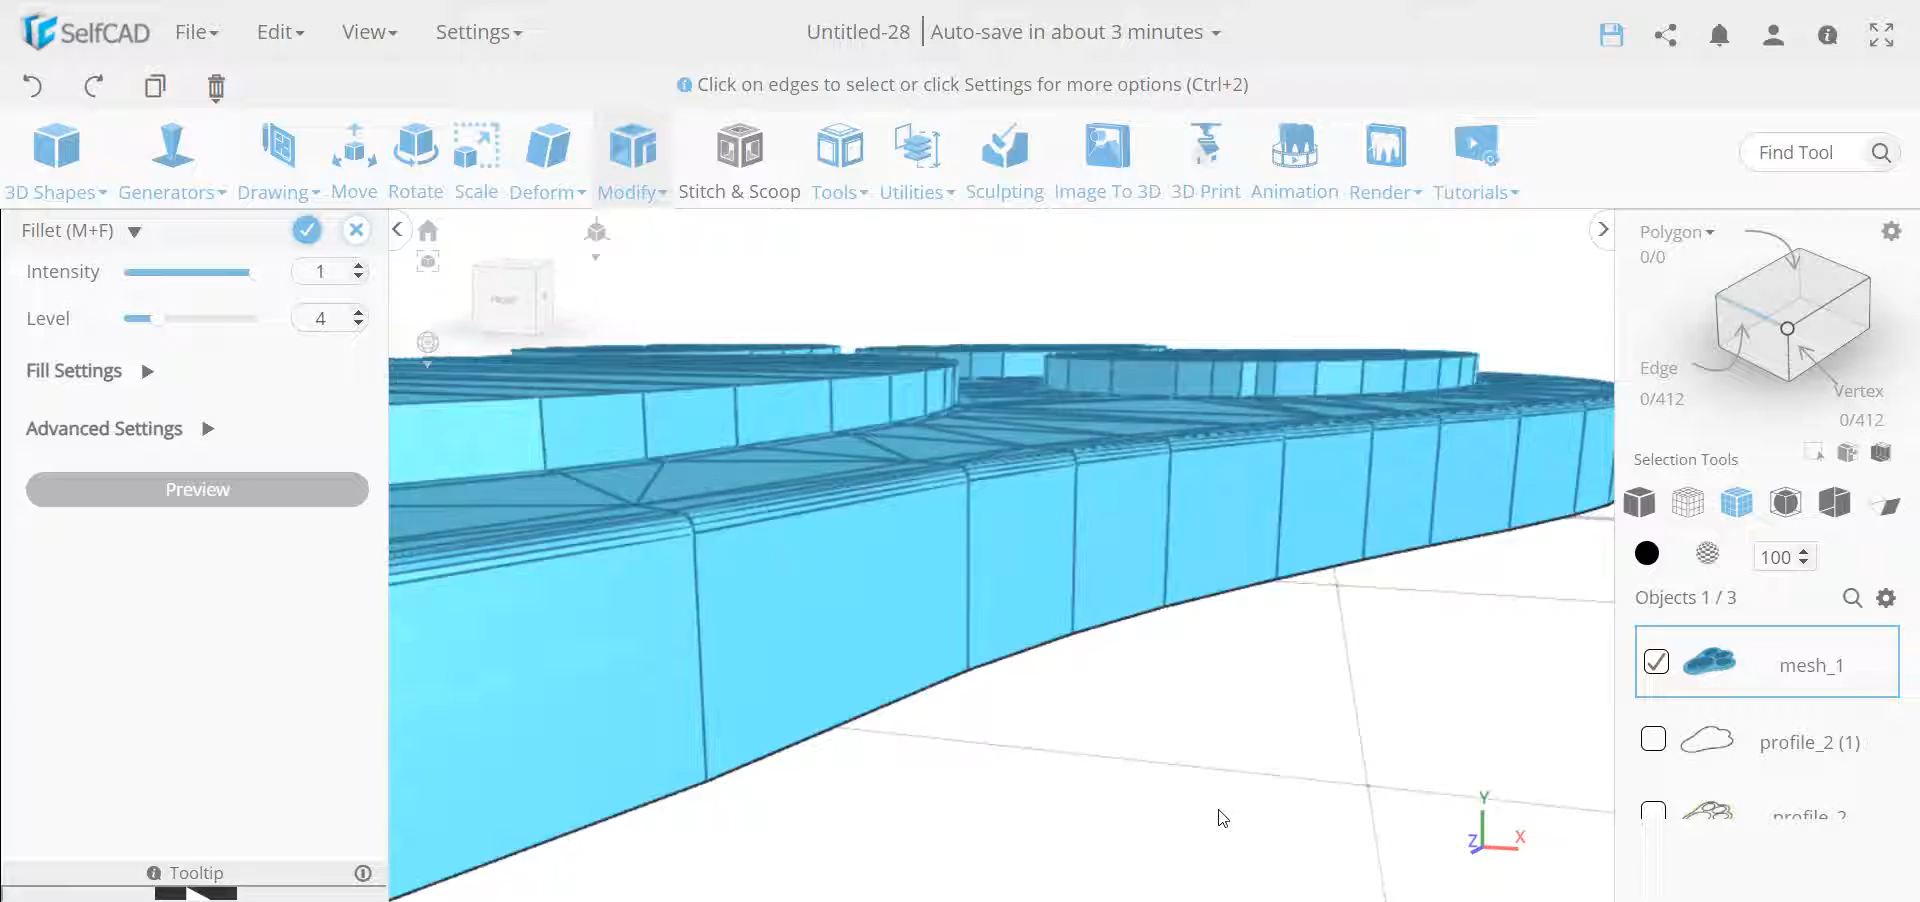 SelfCAD File Edit View Settings Untitled-28 Auto-save in about 3 minutes
Click on edges to select or click Settings for more options (Ctrl+2)
3D Shapes Generators Drawing Move Rotate Scale Deform Modify Stitch & Scoop Tools Utilities Sculpting Image To 3D 3D Print Animation Render Tutorials Find Tool
Fillet (M+F)
Intensity 1
Level 4
Fill Settings
Advanced Settings
Preview
Tooltip
FRONT
Y
Z X
Polygon
0/0
Edge
0/412
Vertex
0/412
Selection Tools
100
Objects 1 / 3
mesh_1
profile_2 (1)
profile_2